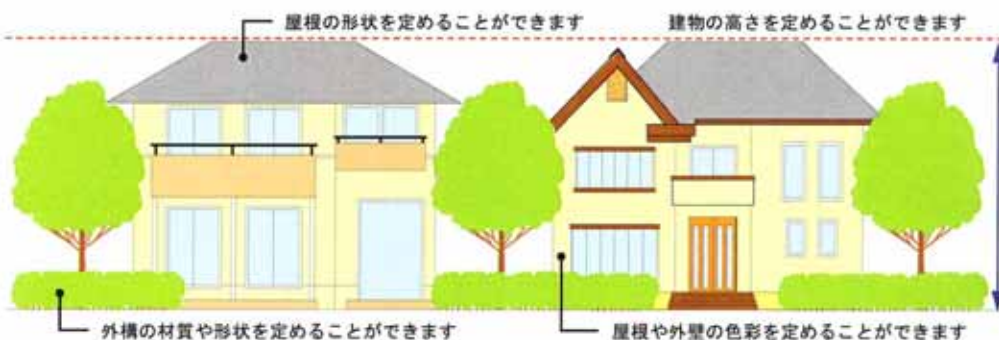 屋根の形状を定めることができます
建物の高さを定めることができます
外構の材質や形状を定めることができます
屋根や外壁の色彩を定めることができます